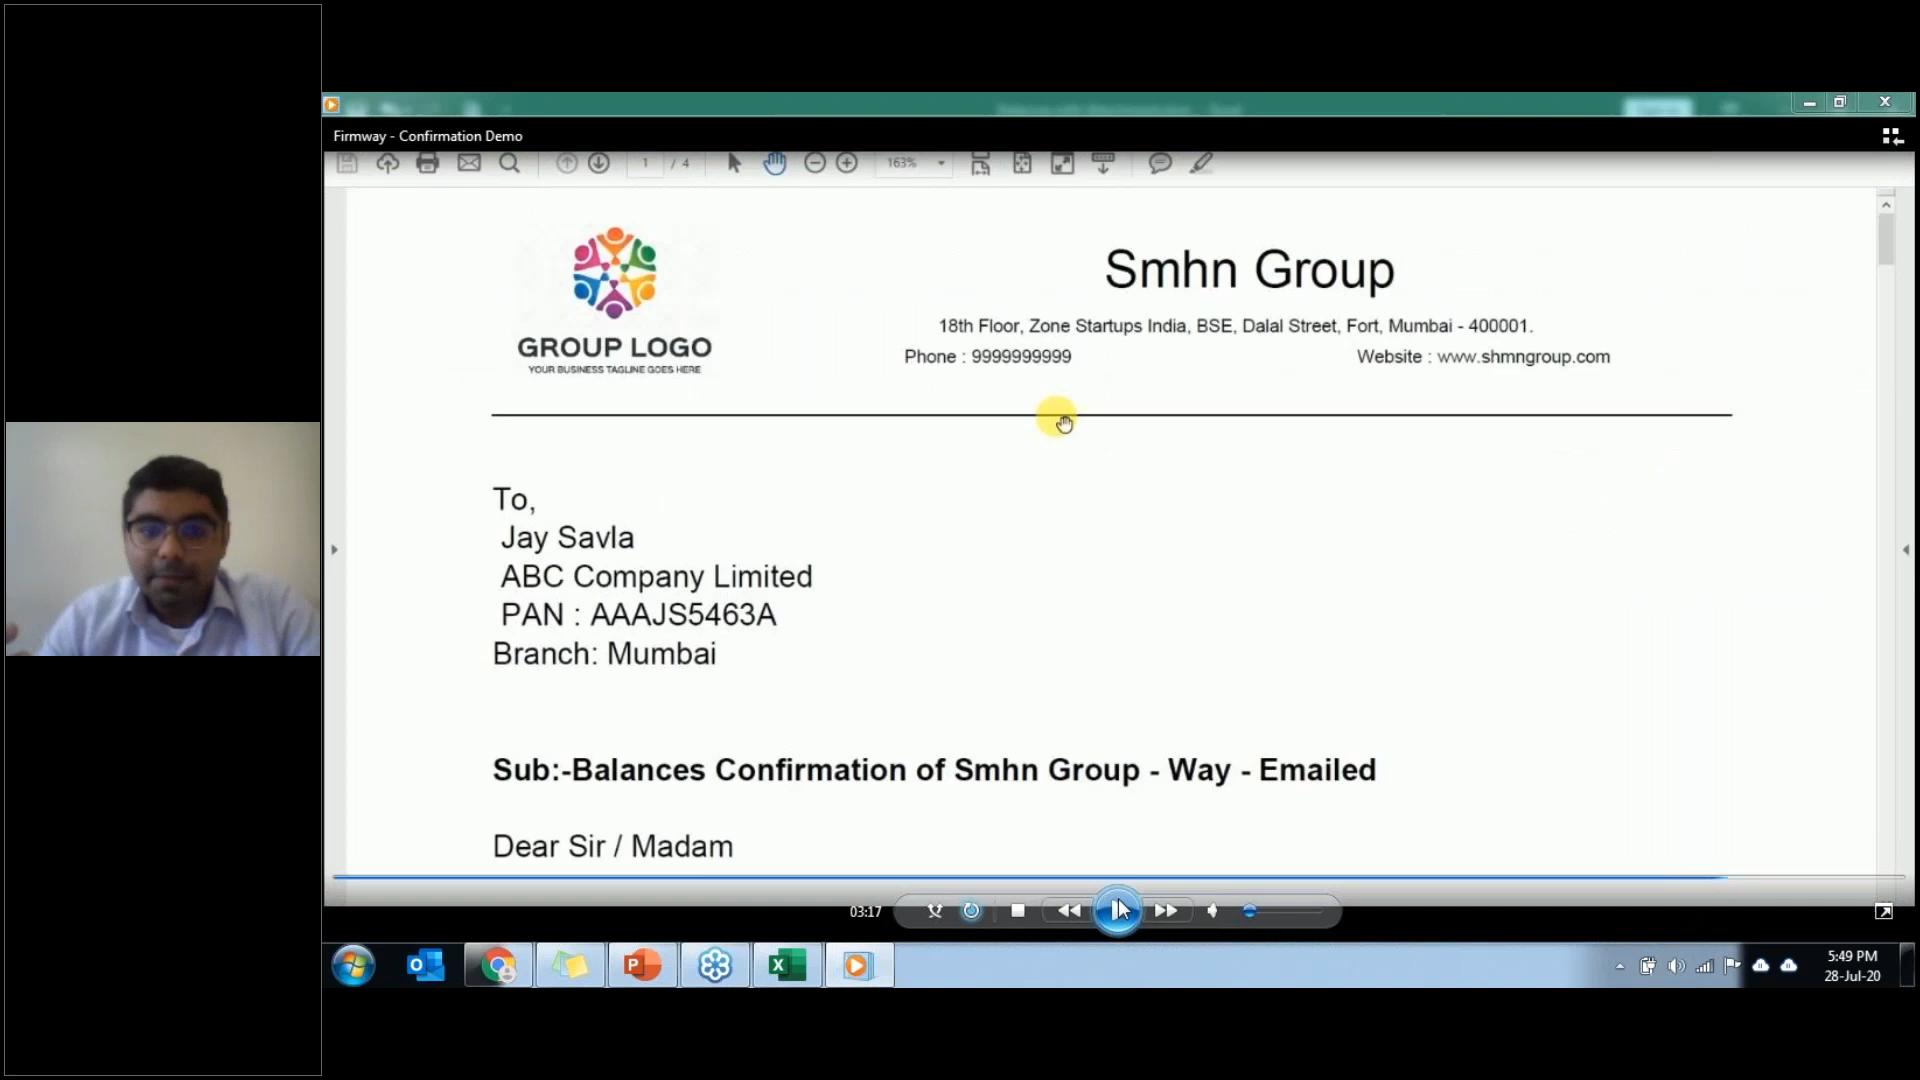 Firmway - Confirmation Demo
1 / 4
163%
GROUP LOGO
YOUR BUSINESS TAGLINE GOES HERE
Smhn Group
18th Floor, Zone Startups India, BSE, Dalal Street, Fort, Mumbai - 400001.
Phone : 9999999999
Website : www.shmngroup.com
To,
Jay Savla
ABC Company Limited
PAN : AAAJS5463A
Branch: Mumbai
Sub:-Balances Confirmation of Smhn Group - Way - Emailed
Dear Sir / Madam
03:17
5:49 PM
28-Jul-20